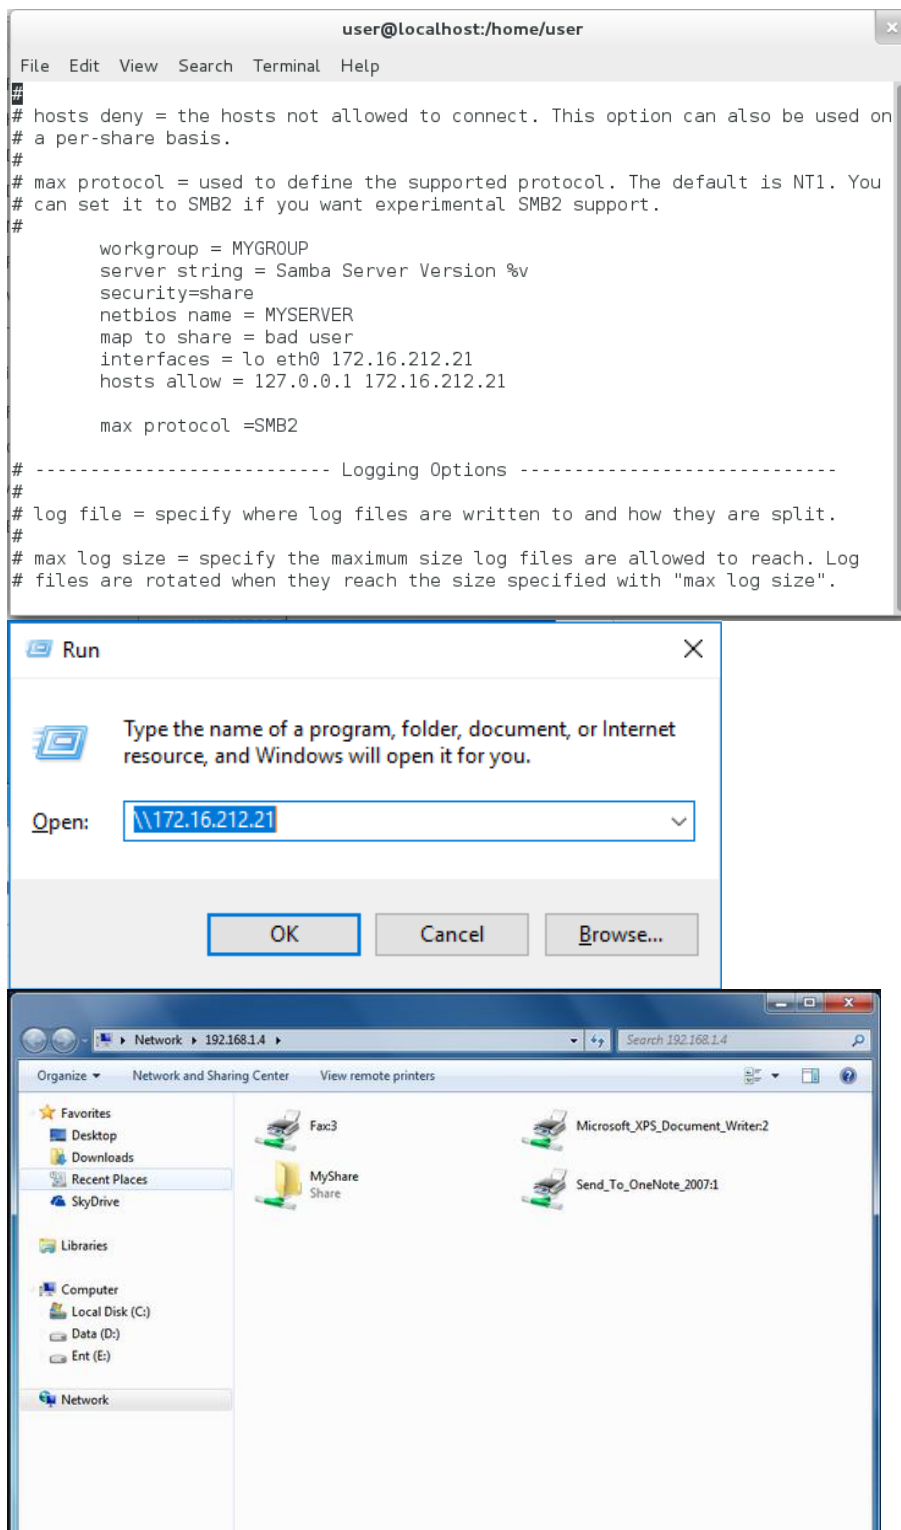 user@localhost:/home/user
File Edit View Search Terminal Help
#
# hosts deny = the hosts not allowed to connect. This option can also be used on
# a per-share basis.
#
# max protocol = used to define the supported protocol. The default is NT1. You
# can set it to SMB2 if you want experimental SMB2 support.
#
workgroup = MYGROUP
server string = Samba Server Version %v
security=share
netbios name = MYSERVER
map to share = bad user
interfaces = lo eth0 172.16.212.21
hosts allow = 127.0.0.1 172.16.212.21
max protocol =SMB2
# --------------------------- Logging Options -----------------------------
#
# log file = specify where log files are written to and how they are split.
#
# max log size = specify the maximum size log files are allowed to reach. Log
# files are rotated when they reach the size specified with "max log size".
Run
Type the name of a program, folder, document, or Internet
resource, and Windows will open it for you.
Open: \\172.16.212.21
OK Cancel Browse...
Network 192.168.1.4
Search 192.168.1.4
Organize Network and Sharing Center View remote printers
Favorites
Desktop
Downloads
Recent Places
SkyDrive
Libraries
Computer
Local Disk (C:)
Data (D:)
Ent (E:)
Network
Fax:3
Microsoft_XPS_Document_Writer:2
MyShare
Share
Send_To_OneNote_2007:1